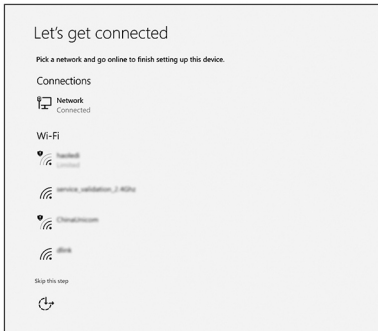 Let's get connected
Pick a network and go online to finish setting up this device.
Connections
Network
Connected
Wi-Fi
Limited
service_validation_2.4Ghz
ChinaUnicom
dlink
Skip this step